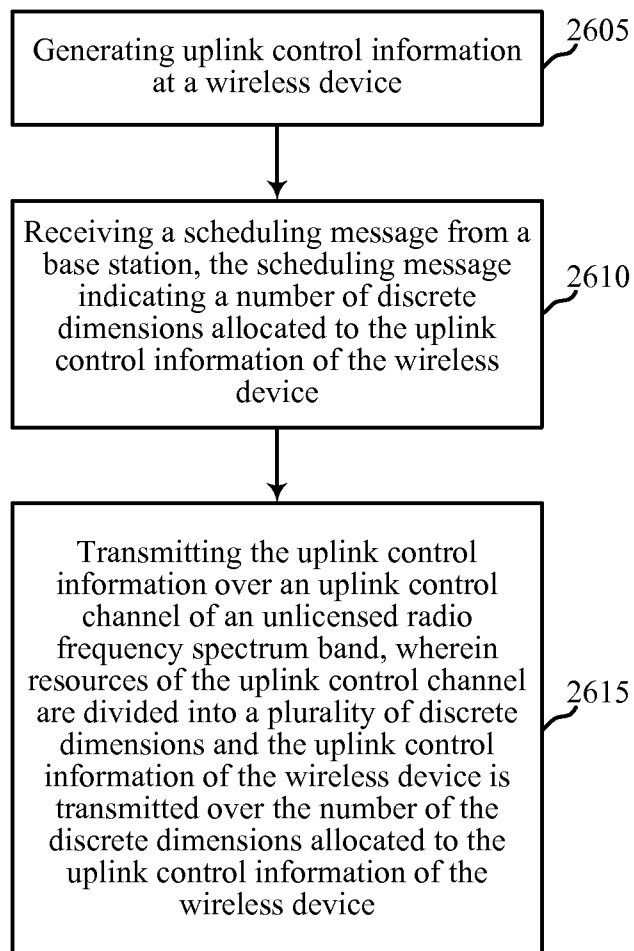 Generating uplink control information
at a wireless device
2605
Receiving a scheduling message from a
base station, the scheduling message
indicating a number of discrete
dimensions allocated to the uplink
control information of the wireless
device
2610
Transmitting the uplink control
information over an uplink control
channel of an unlicensed radio
frequency spectrum band, wherein
resources of the uplink control channel
are divided into a plurality of discrete
dimensions and the uplink control
information of the wireless device is
transmitted over the number of the
discrete dimensions allocated to the
uplink control information of the
wireless device
2615